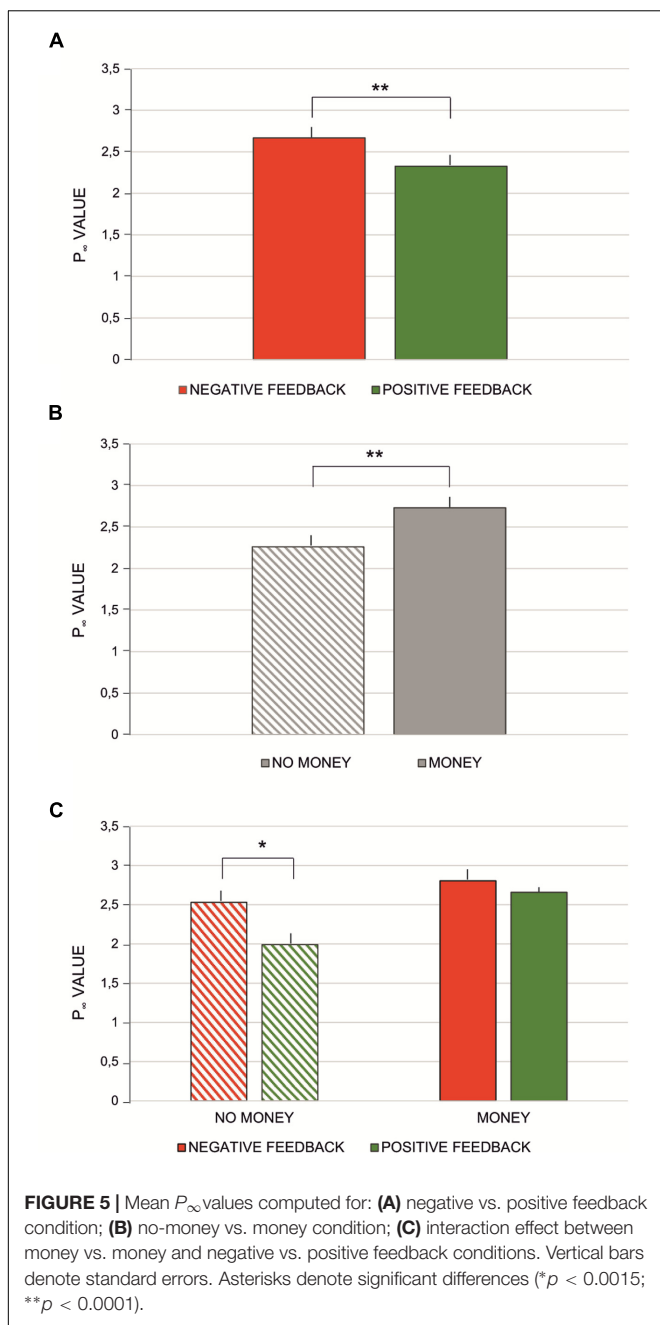 A
3,5
3
2,5
2
1,5
1
0,5
0
P∞ VALUE
**
NEGATIVE FEEDBACK POSITIVE FEEDBACK
B
3,5
3
2,5
2
1,5
1
0,5
0
P∞ VALUE
**
NO MONEY MONEY
C
3,5
3
2,5
2
1,5
1
0,5
0
P∞ VALUE
*
NO MONEY MONEY
NEGATIVE FEEDBACK POSITIVE FEEDBACK
FIGURE 5 | Mean P∞ values computed for: (A) negative vs. positive feedback
condition; (B) no-money vs. money condition; (C) interaction effect between
money vs. money and negative vs. positive feedback conditions. Vertical bars
denote standard errors. Asterisks denote significant differences (*p < 0.0015;
**p < 0.0001).